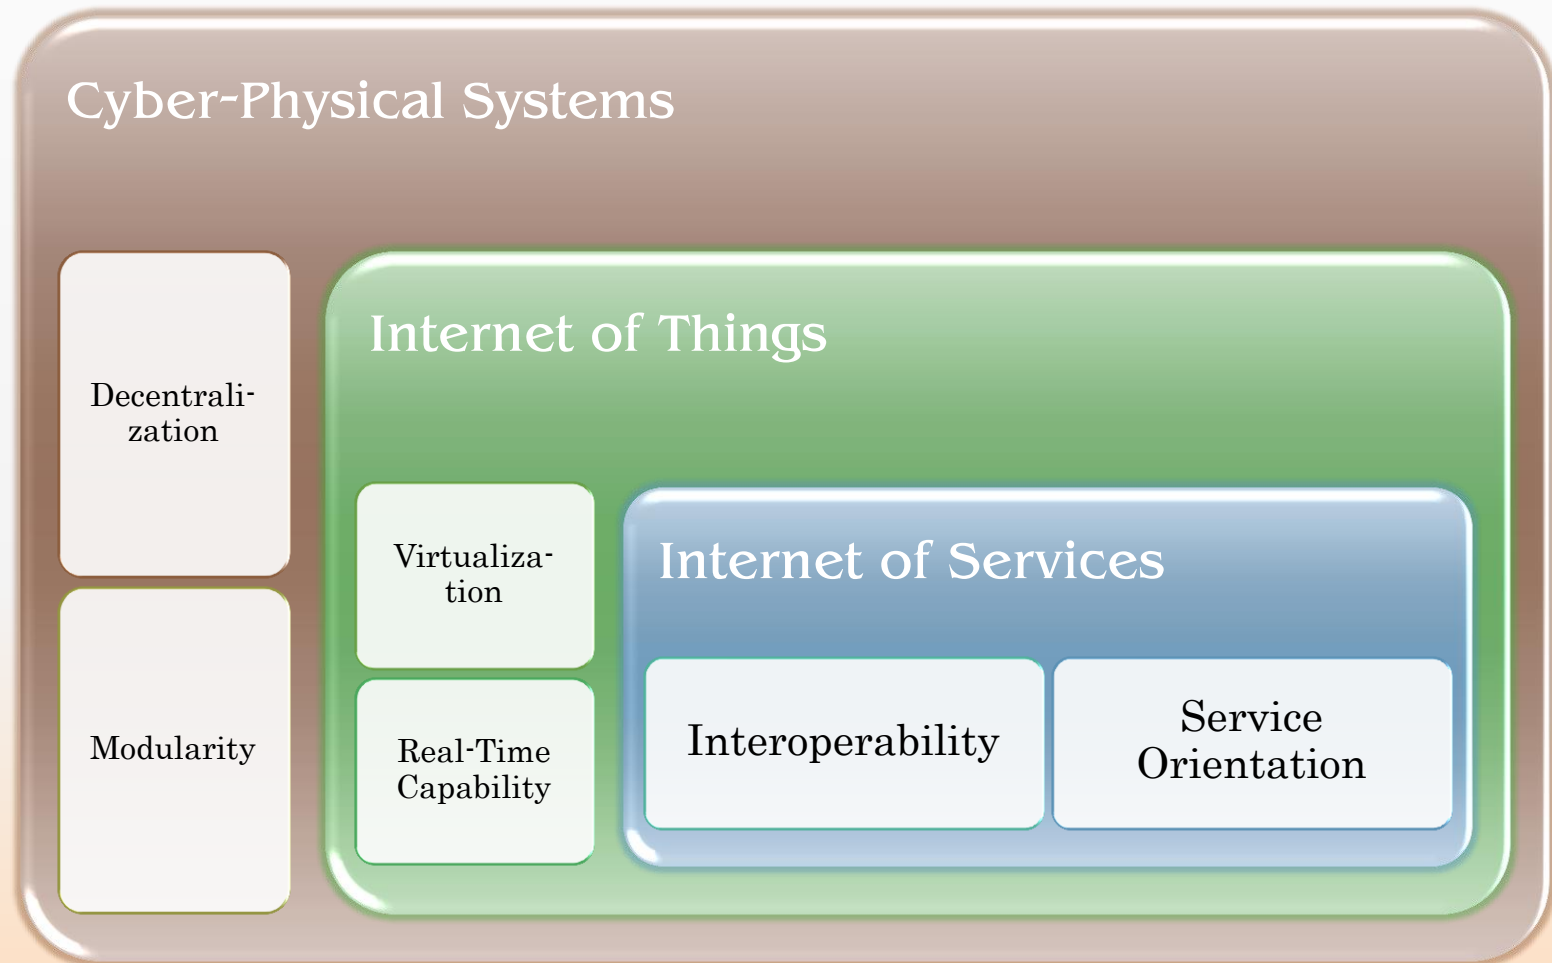 Cyber-Physical Systems
Decentrali-
zation
Modularity
Internet of Things
Virtualiza-
tion
Real-Time
Capability
Internet of Services
Interoperability
Service
Orientation